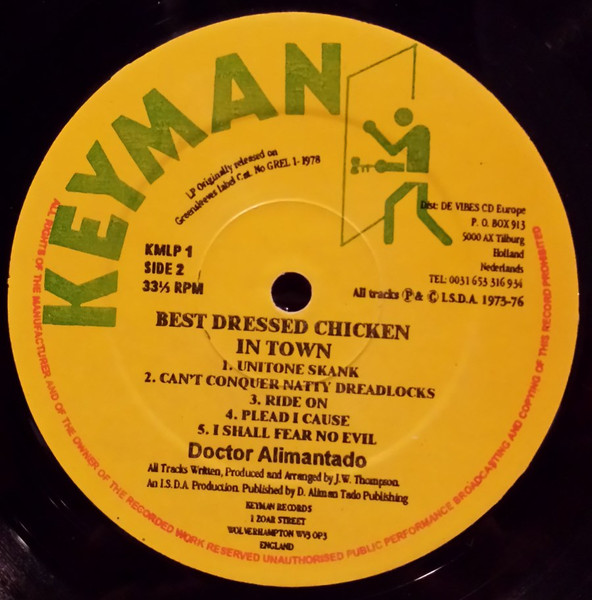 KEYMAN
LP Originally released on
Greensleeves label Cat. No GREL 1- 1978
Dist: DE VIBES CD Europe
P. O. BOX 913
5000 AX Tilburg
Holland
Nederlands
TEL: 0031 653 316 934
KMLP 1
SIDE 2
33⅓ RPM
All tracks Ⓟ & © I.S.D.A. 1973-76
BEST DRESSED CHICKEN
IN TOWN
1. UNITONE SKANK
2. CAN'T CONQUER NATTY DREADLOCKS
3. RIDE ON
4. PLEAD I CAUSE
5. I SHALL FEAR NO EVIL
Doctor Alimantado
All Tracks Written, Produced and Arranged by J.W. Thompson.
An I.S.D.A. Production. Published by D. Aliman Tado Publishing
KEYMAN RECORDS
1 ZOAR STREET
WOLVERHAMPTON WV3 0P3
ENGLAND
ALL RIGHTS OF THE MANUFACTURER AND OF THE OWNER OF THE RECORDED WORK RESERVED UNAUTHORISED PUBLIC PERFORMANCE BROADCASTING AND COPYING OF THIS RECORD PROHIBITED